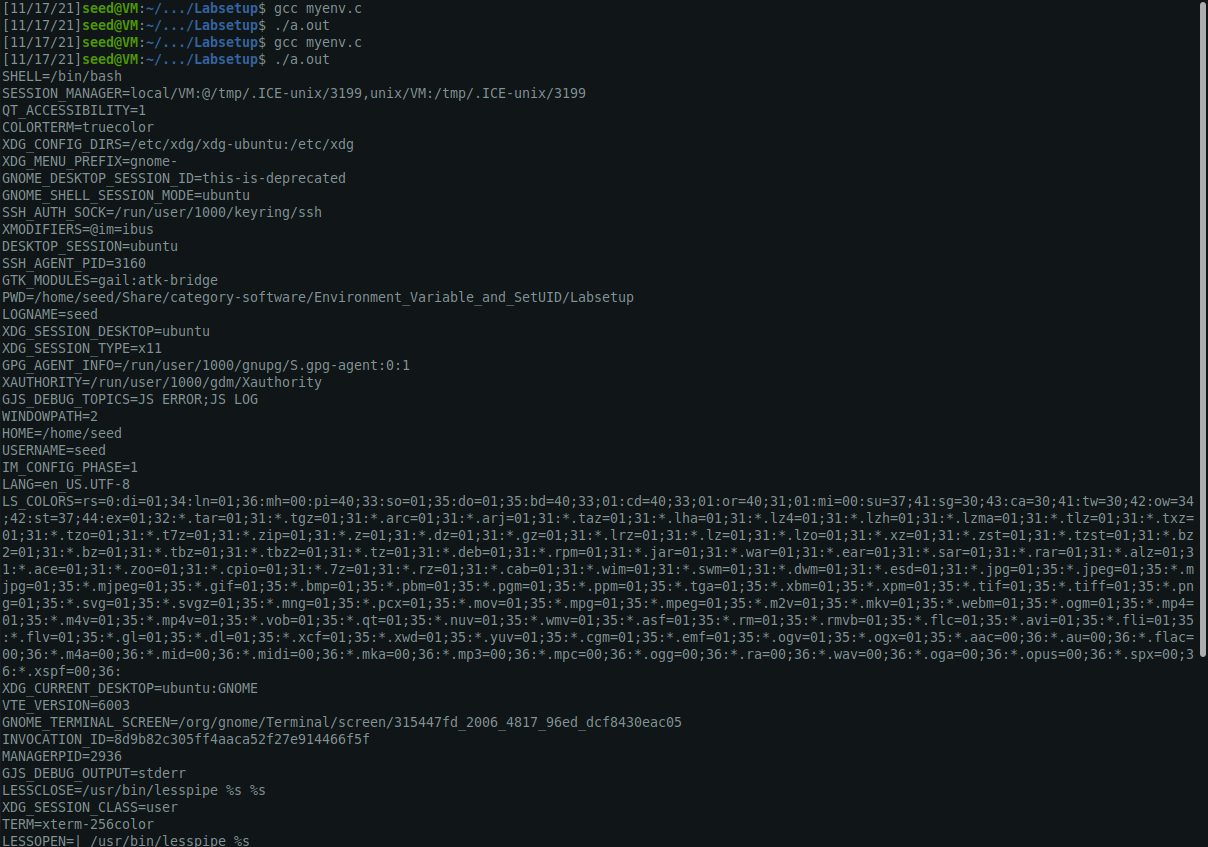 [11/17/21]seed@VM:~/.../Labsetup$ gcc myenv.c
[11/17/21]seed@VM:~/.../Labsetup$ ./a.out
[11/17/21]seed@VM:~/.../Labsetup$ gcc myenv.c
[11/17/21]seed@VM:~/.../Labsetup$ ./a.out
SHELL=/bin/bash
SESSION_MANAGER=local/VM:@/tmp/.ICE-unix/3199,unix/VM:/tmp/.ICE-unix/3199
QT_ACCESSIBILITY=1
COLORTERM=truecolor
XDG_CONFIG_DIRS=/etc/xdg/xdg-ubuntu:/etc/xdg
XDG_MENU_PREFIX=gnome-
GNOME_DESKTOP_SESSION_ID=this-is-deprecated
GNOME_SHELL_SESSION_MODE=ubuntu
SSH_AUTH_SOCK=/run/user/1000/keyring/ssh
XMODIFIERS=@im=ibus
DESKTOP_SESSION=ubuntu
SSH_AGENT_PID=3160
GTK_MODULES=gail:atk-bridge
PWD=/home/seed/Share/category-software/Environment_Variable_and_SetUID/Labsetup
LOGNAME=seed
XDG_SESSION_DESKTOP=ubuntu
XDG_SESSION_TYPE=x11
GPG_AGENT_INFO=/run/user/1000/gnupg/S.gpg-agent:0:1
XAUTHORITY=/run/user/1000/gdm/Xauthority
GJS_DEBUG_TOPICS=JS ERROR;JS LOG
WINDOWPATH=2
HOME=/home/seed
USERNAME=seed
IM_CONFIG_PHASE=1
LANG=en_US.UTF-8
LS_COLORS=rs=0:di=01;34:ln=01;36:mh=00:pi=40;33:so=01;35:do=01;35:bd=40;33;01:cd=40;33;01:or=40;31;01:mi=00:su=37;41:sg=30;43:ca=30;41:tw=30;42:ow=34
;42:st=37;44:ex=01;32:*.tar=01;31:*.tgz=01;31:*.arc=01;31:*.arj=01;31:*.taz=01;31:*.lha=01;31:*.lz4=01;31:*.lzh=01;31:*.lzma=01;31:*.tlz=01;31:*.txz=
01;31:*.tzo=01;31:*.t7z=01;31:*.zip=01;31:*.z=01;31:*.dz=01;31:*.gz=01;31:*.lrz=01;31:*.lz=01;31:*.lzo=01;31:*.xz=01;31:*.zst=01;31:*.tzst=01;31:*.bz
2=01;31:*.bz=01;31:*.tbz=01;31:*.tbz2=01;31:*.tz=01;31:*.deb=01;31:*.rpm=01;31:*.jar=01;31:*.war=01;31:*.ear=01;31:*.sar=01;31:*.rar=01;31:*.alz=01;3
1:*.ace=01;31:*.zoo=01;31:*.cpio=01;31:*.7z=01;31:*.rz=01;31:*.cab=01;31:*.wim=01;31:*.swm=01;31:*.dwm=01;31:*.esd=01;31:*.jpg=01;35:*.jpeg=01;35:*.m
jpg=01;35:*.mjpeg=01;35:*.gif=01;35:*.bmp=01;35:*.pbm=01;35:*.pgm=01;35:*.ppm=01;35:*.tga=01;35:*.xbm=01;35:*.xpm=01;35:*.tif=01;35:*.tiff=01;35:*.pn
g=01;35:*.svg=01;35:*.svgz=01;35:*.mng=01;35:*.pcx=01;35:*.mov=01;35:*.mpg=01;35:*.mpeg=01;35:*.m2v=01;35:*.mkv=01;35:*.webm=01;35:*.ogm=01;35:*.mp4=
01;35:*.m4v=01;35:*.mp4v=01;35:*.vob=01;35:*.qt=01;35:*.nuv=01;35:*.wmv=01;35:*.asf=01;35:*.rm=01;35:*.rmvb=01;35:*.flc=01;35:*.avi=01;35:*.fli=01;35
:*.flv=01;35:*.gl=01;35:*.dl=01;35:*.xcf=01;35:*.xwd=01;35:*.yuv=01;35:*.cgm=01;35:*.emf=01;35:*.ogv=01;35:*.ogx=01;35:*.aac=00;36:*.au=00;36:*.flac=
00;36:*.m4a=00;36:*.mid=00;36:*.midi=00;36:*.mka=00;36:*.mp3=00;36:*.mpc=00;36:*.ogg=00;36:*.ra=00;36:*.wav=00;36:*.oga=00;36:*.opus=00;36:*.spx=00;3
6:*.xspf=00;36:
XDG_CURRENT_DESKTOP=ubuntu:GNOME
VTE_VERSION=6003
GNOME_TERMINAL_SCREEN=/org/gnome/Terminal/screen/315447fd_2006_4817_96ed_dcf8430eac05
INVOCATION_ID=8d9b82c305ff4aaca52f27e914466f5f
MANAGERPID=2936
GJS_DEBUG_OUTPUT=stderr
LESSCLOSE=/usr/bin/lesspipe %s %s
XDG_SESSION_CLASS=user
TERM=xterm-256color
LESSOPEN=| /usr/bin/lesspipe %s